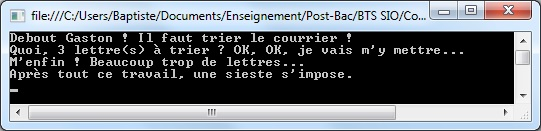 file:///C:/Users/Baptiste/Documents/Enseignement/Post-Bac/BTS SIO/Co...
Debout Gaston ! Il faut trier le courrier !
Quoi, 3 lettre(s) à trier ? OK, OK, je vais m'y mettre...
M'enfin ! Beaucoup trop de lettres...
Après tout ce travail, une sieste s'impose.